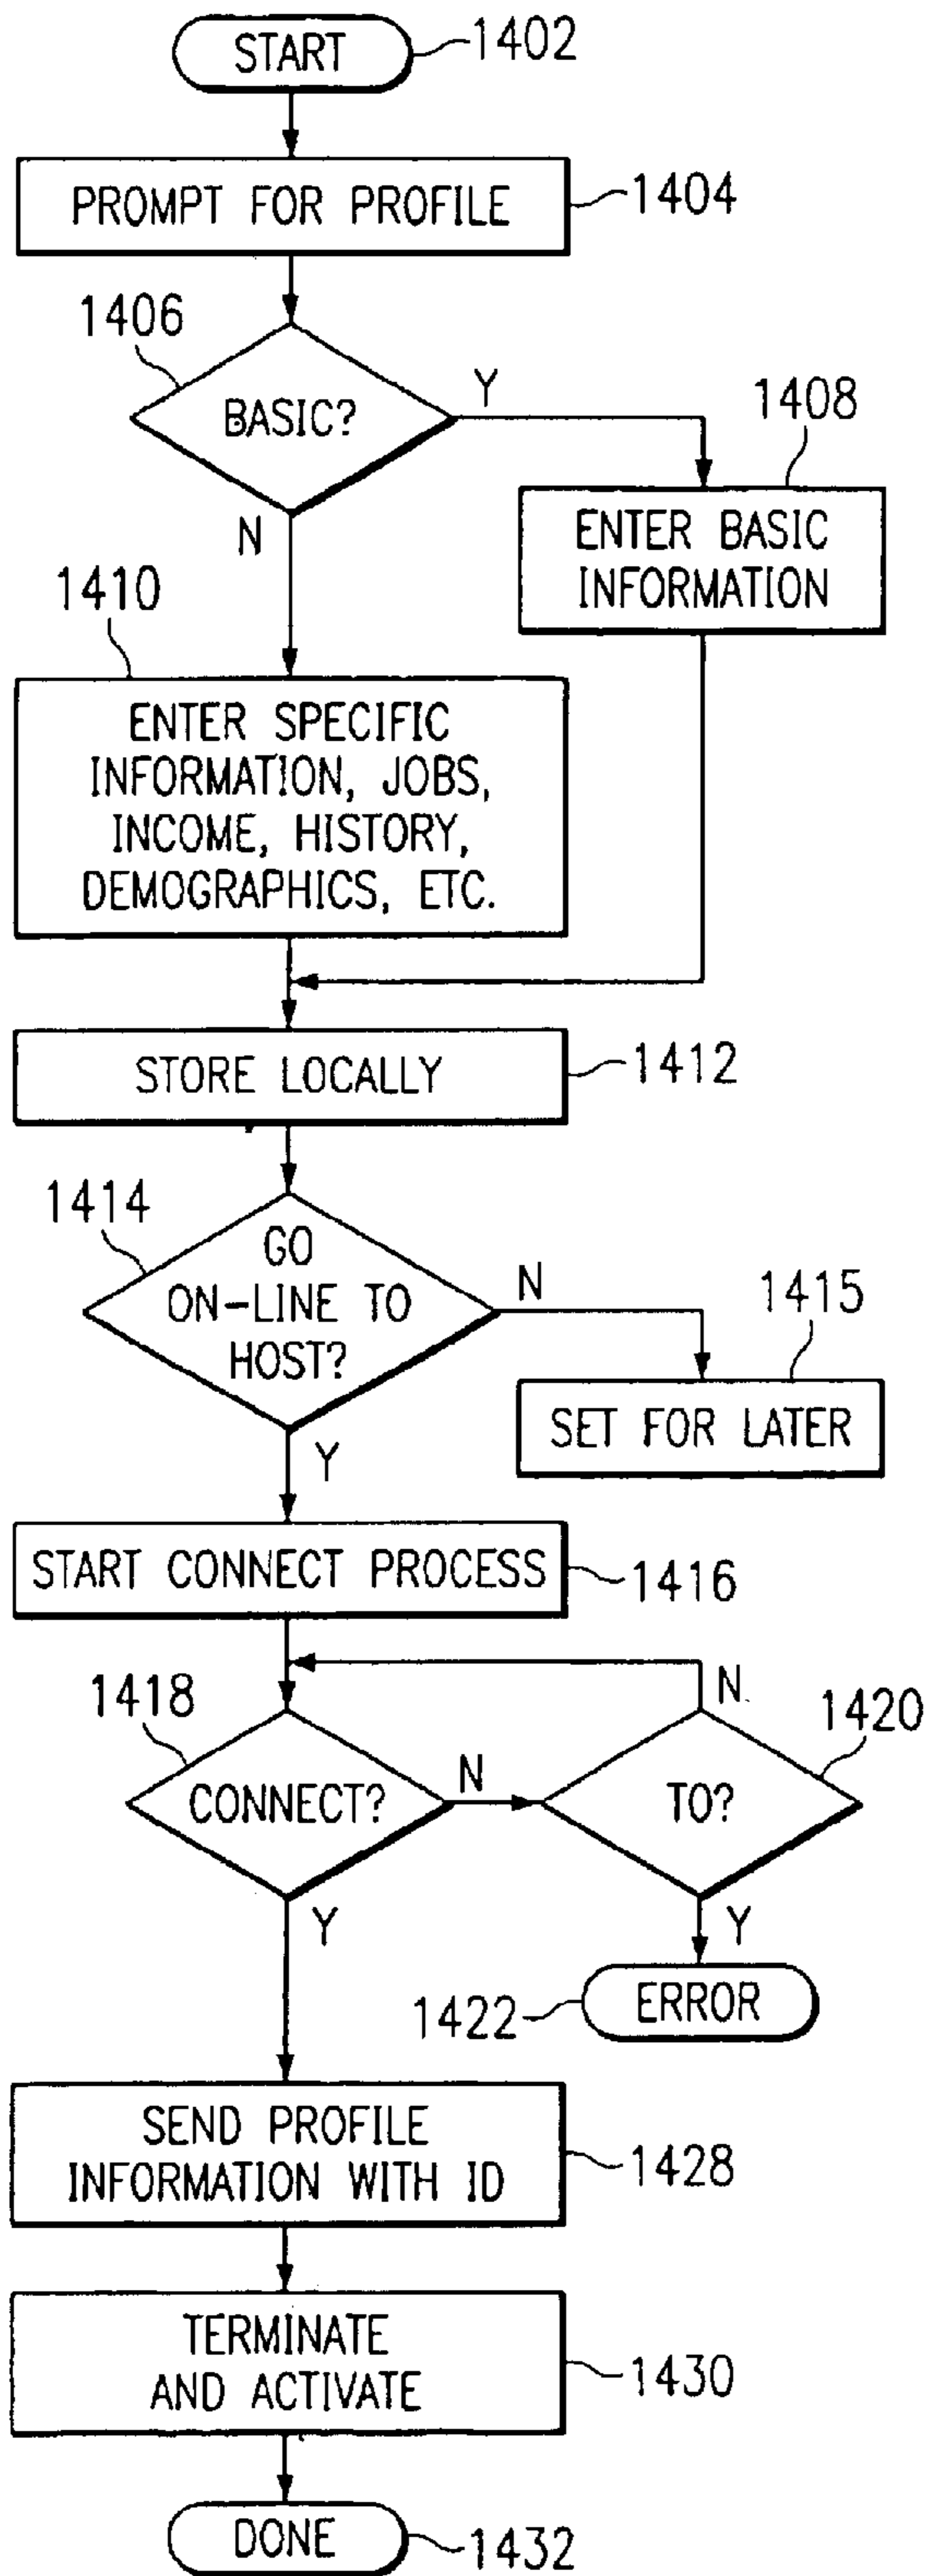 START
1402
PROMPT FOR PROFILE
1404
1406
BASIC?
Y
N
1408
ENTER BASIC
INFORMATION
1410
ENTER SPECIFIC
INFORMATION, JOBS,
INCOME, HISTORY,
DEMOGRAPHICS, ETC.
STORE LOCALLY
1412
1414
GO
ON-LINE TO
HOST?
N
Y
1415
SET FOR LATER
START CONNECT PROCESS
1416
1418
CONNECT?
N
Y
N
1420
TO?
Y
1422
ERROR
SEND PROFILE
INFORMATION WITH ID
1428
TERMINATE
AND ACTIVATE
1430
DONE
1432